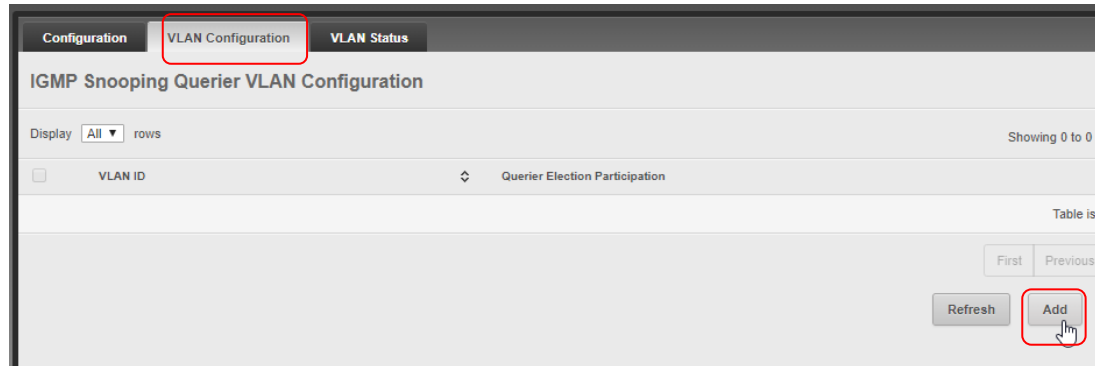 Configuration VLAN Configuration VLAN Status
IGMP Snooping Querier VLAN Configuration
Display All rows Showing 0 to 0
VLAN ID Querier Election Participation
Table is
First Previous
Refresh Add